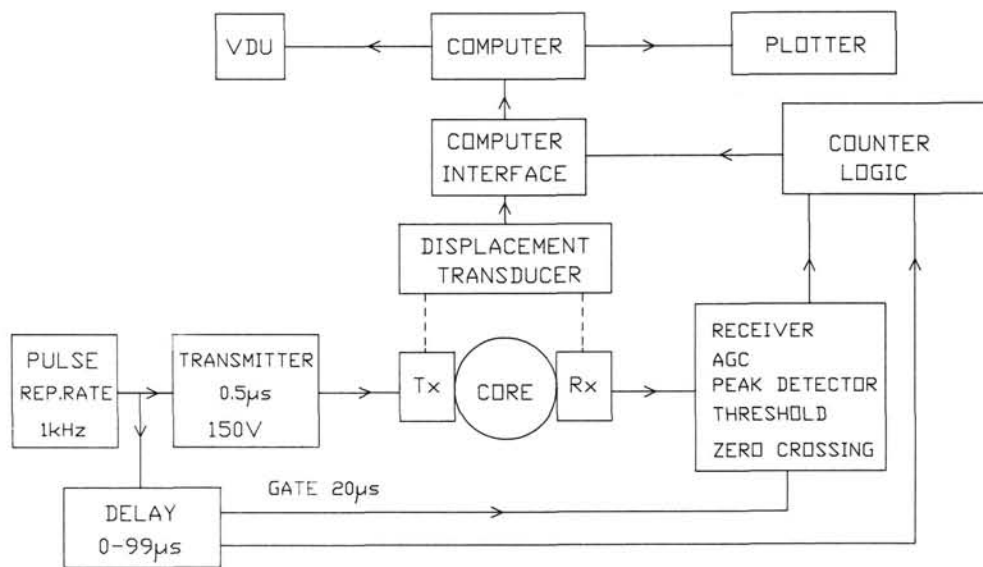 VDU
COMPUTER
PLOTTER
COMPUTER
INTERFACE
COUNTER
LOGIC
DISPLACEMENT
TRANSDUCER
PULSE
REP.RATE
1kHz
TRANSMITTER
0.5µs
150V
Tx
CORE
Rx
RECEIVER
AGC
PEAK DETECTOR
THRESHOLD
ZERO CROSSING
GATE 20µs
DELAY
0-99µs